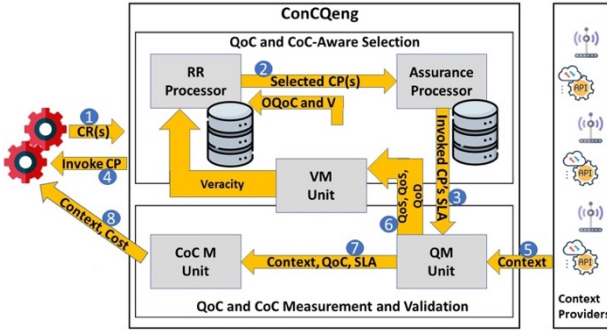 ConCQeng
QoC and CoC-Aware Selection
RR
Processor
2
Selected CP(s)
Assurance
Processor
OQoC and V
1
CR(s)
Invoke CP
4
Invoked CP's SLA
3
Veracity
VM
Unit
QoS, QoS,
QoD
6
8
Context, Cost
CoC M
Unit
7
Context, QoC, SLA
QM
Unit
5
Context
QoC and CoC Measurement and Validation
API
API
API
Context
Providers